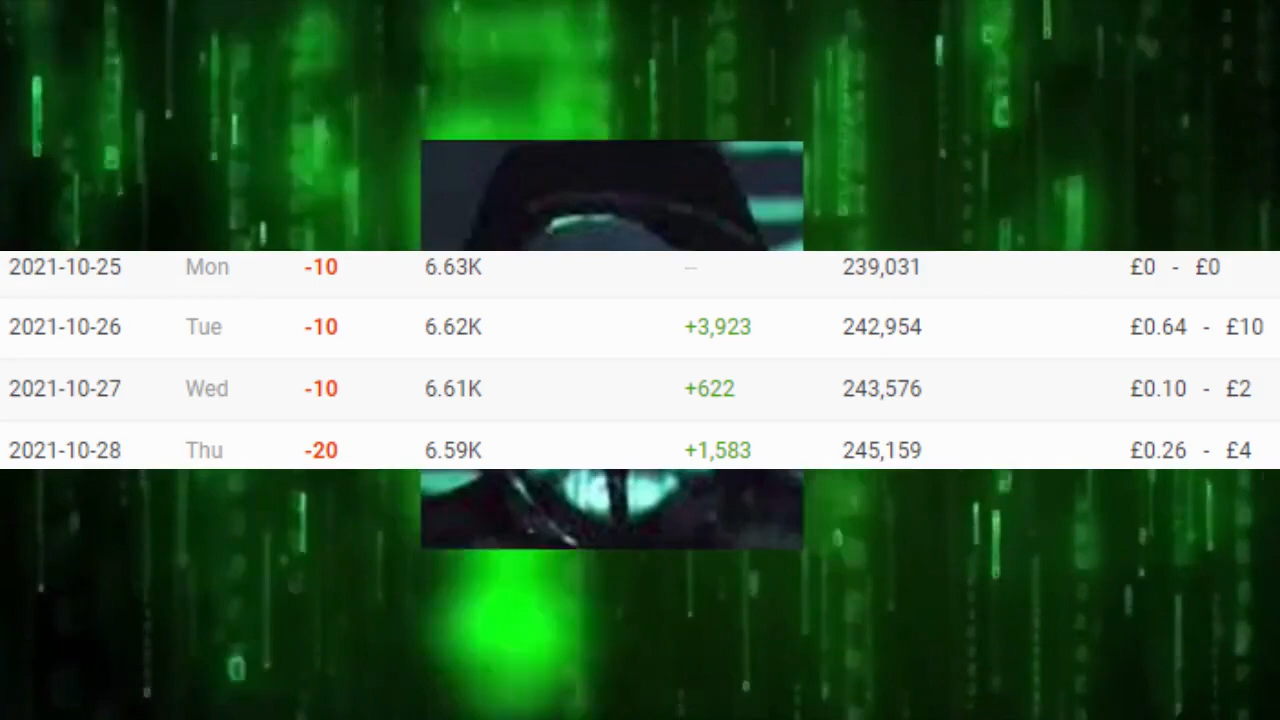 2021-10-25 Mon -10 6.63K -- 239,031 £0 - £0
2021-10-26 Tue -10 6.62K +3,923 242,954 £0.64 - £10
2021-10-27 Wed -10 6.61K +622 243,576 £0.10 - £2
2021-10-28 Thu -20 6.59K +1,583 245,159 £0.26 - £4